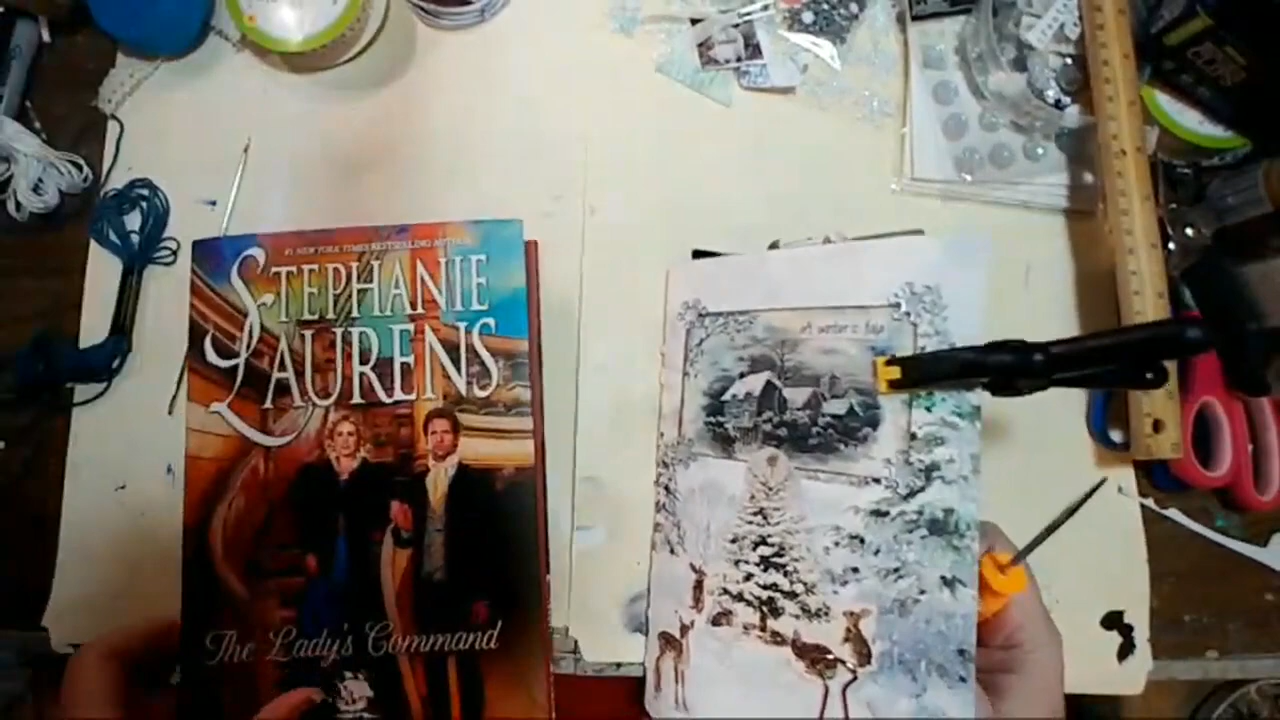 #1 NEW YORK TIMES BESTSELLING AUTHOR
STEPHANIE
LAURENS
The Lady's Command
A winter's tale